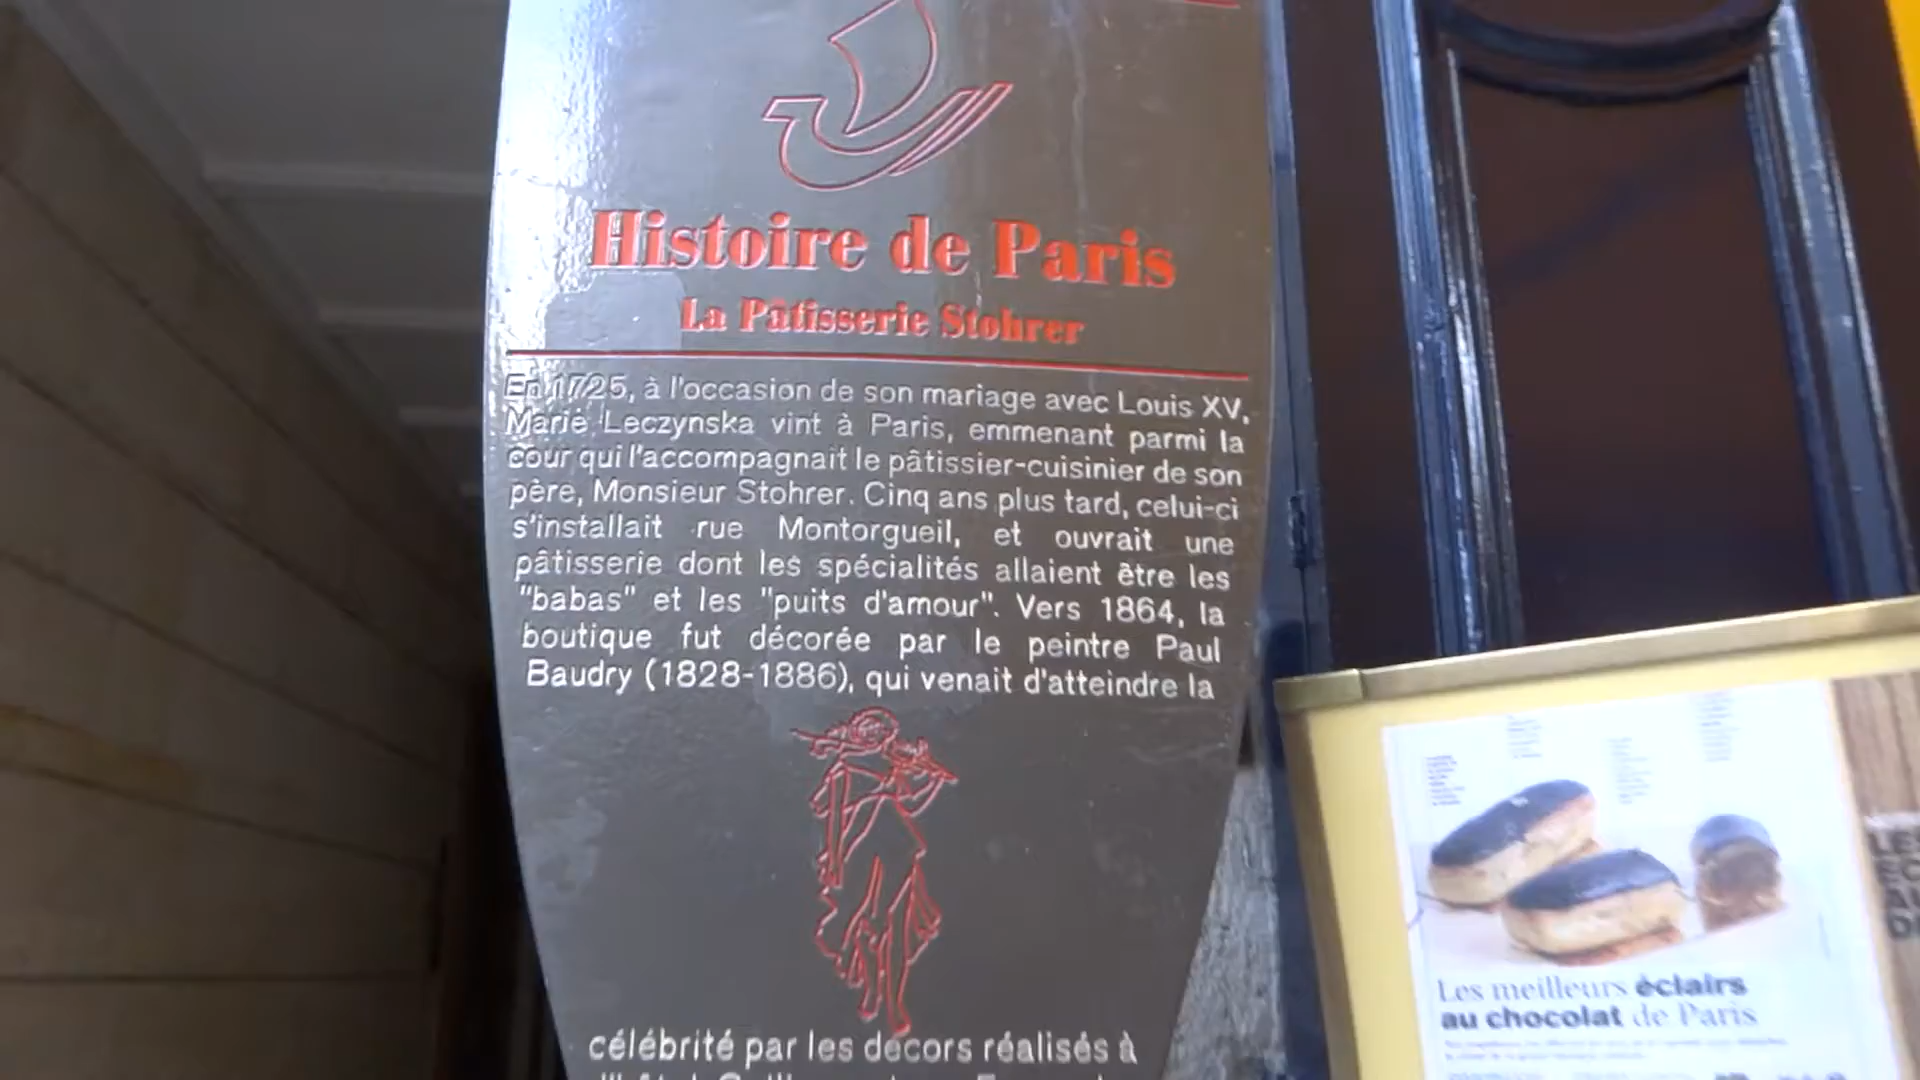 Histoire de Paris
La Pâtisserie Stohrer
En 1725, à l'occasion de son mariage avec Louis XV,
Marie Leczynska vint à Paris, emmenant parmi la
cour qui l'accompagnait le pâtissier-cuisinier de son
père, Monsieur Stohrer. Cinq ans plus tard, celui-ci
s'installait rue Montorgueil, et ouvrait une
pâtisserie dont les spécialités allaient être les
"babas" et les "puits d'amour". Vers 1864, la
boutique fut décorée par le peintre Paul
Baudry (1828-1886), qui venait d'atteindre la
célébrité par les decors réalisés à
Les meilleurs éclairs
au chocolat de Paris